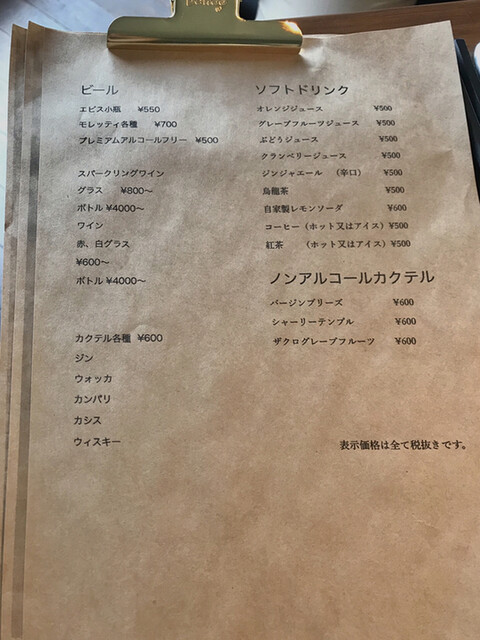 ビール
エビス小瓶 ¥550
モレッティ各種 ¥700
プレミアムアルコールフリー ¥500
スパークリングワイン
グラス ¥800〜
ボトル ¥4000〜
ワイン
赤、白グラス
¥600〜
ボトル ¥4000〜
カクテル各種 ¥600
ジン
ウォッカ
カンパリ
カシス
ウィスキー
ソフトドリンク
オレンジジュース ¥500
グレープフルーツジュース ¥500
ぶどうジュース ¥500
クランベリージュース ¥500
ジンジャエール （辛口） ¥500
烏龍茶 ¥500
自家製レモンソーダ ¥600
コーヒー（ホット又はアイス）¥500
紅茶 （ホット又はアイス）¥500
ノンアルコールカクテル
バージンブリーズ ¥600
シャーリーテンプル ¥600
ザクログレープフルーツ ¥600
表示価格は全て税抜きです。